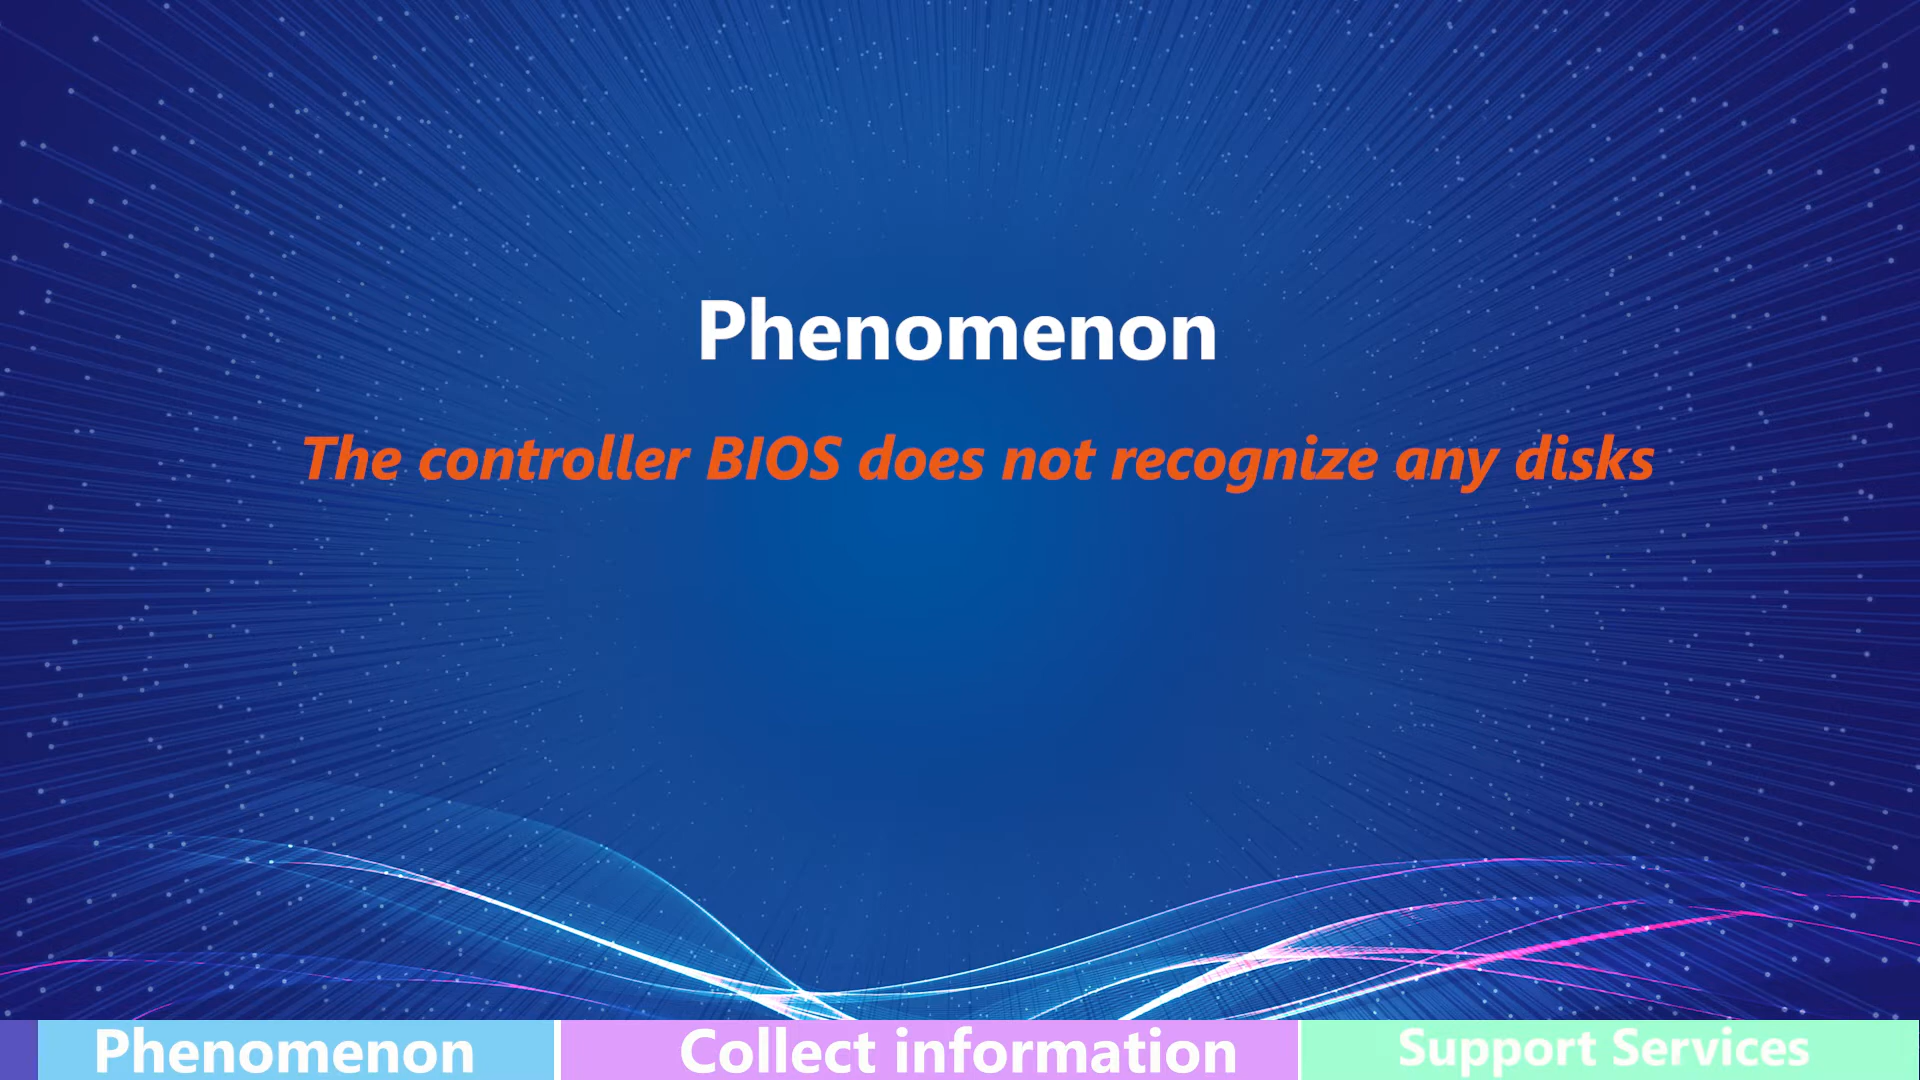 Phenomenon
The controller BIOS does not recognize any disks
Phenomenon
Collect information
Support Services